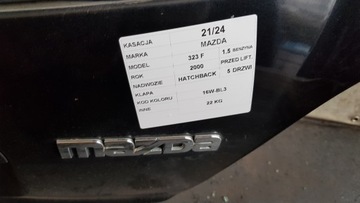 KASACJA 21/24
MARKA MAZDA
MODEL 323 F 1.5 BENZYNA
ROK 2000 PRZED LIFT
NADWOZIE HATCHBACK 5 DRZWI
KLAPA
KOD KOLORU 16W-BL3
INNE 22 KG
mazda